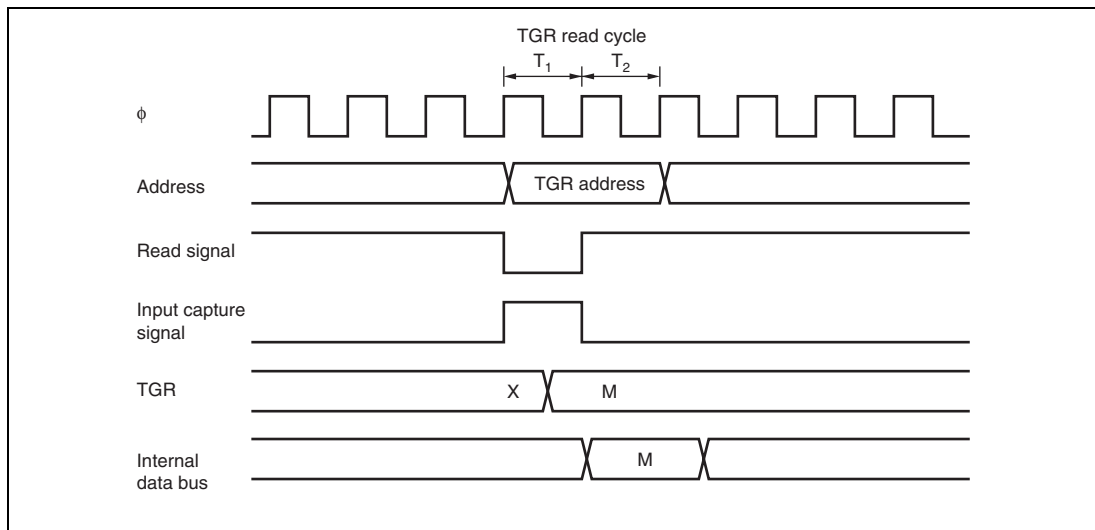 TGR read cycle
T1 T2
ϕ
Address
TGR address
Read signal
Input capture
signal
TGR
X
M
Internal
data bus
M